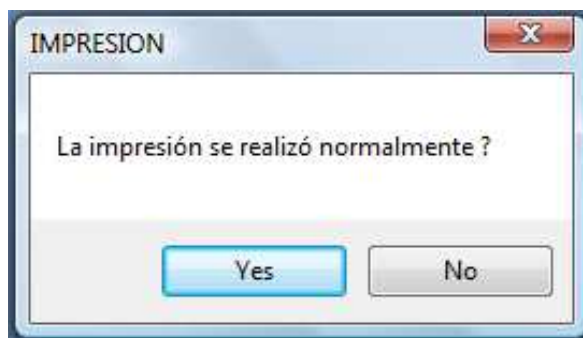 IMPRESION
La impresión se realizó normalmente ?
Yes
No